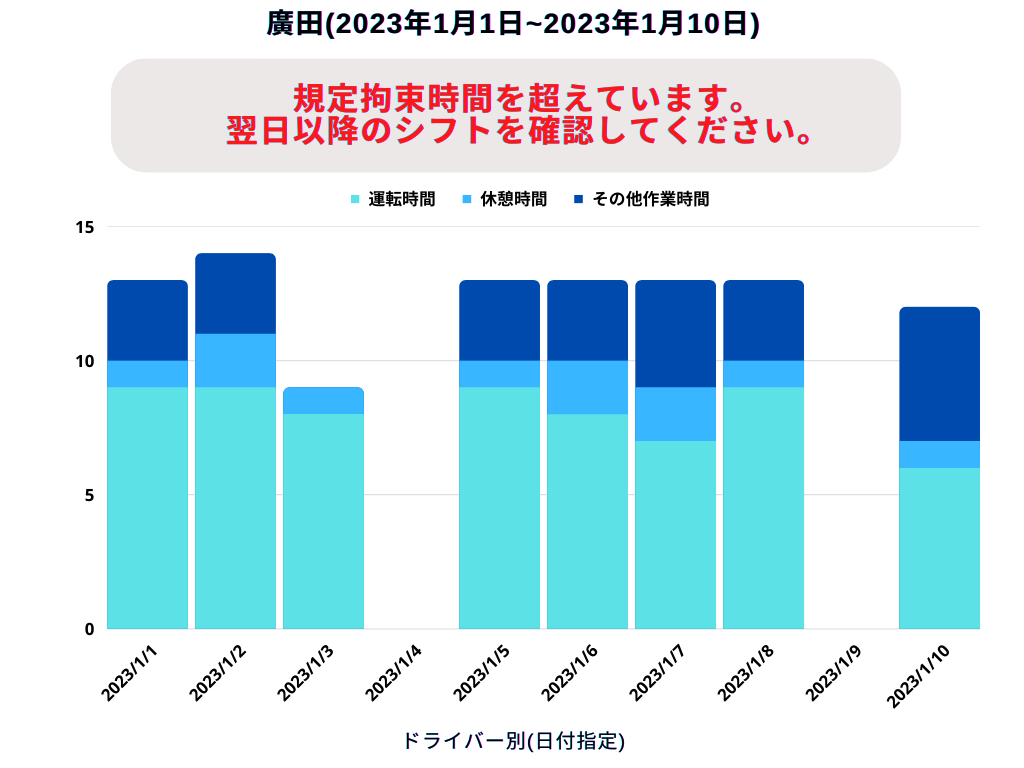 廣田(2023年1月1日~2023年1月10日)
規定拘束時間を超えています。
翌日以降のシフトを確認してください。
運転時間 休憩時間 その他作業時間
15
10
5
0
2023/1/1 2023/1/2 2023/1/3 2023/1/4 2023/1/5 2023/1/6 2023/1/7 2023/1/8 2023/1/9 2023/1/10
ドライバー別(日付指定)